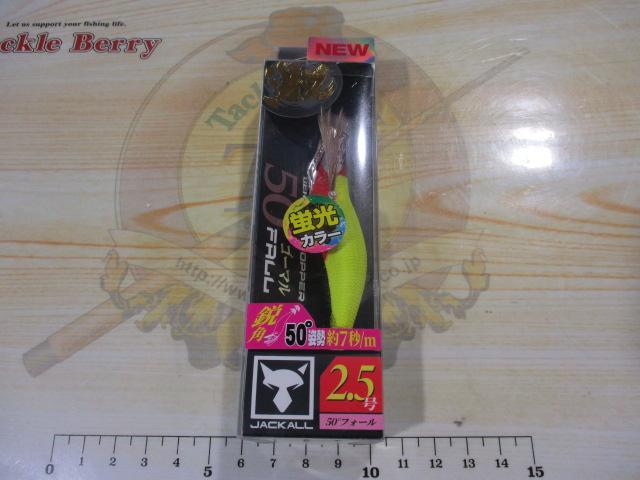 Let us support your fishing life.
ckle Berry
NEW
50°
FALL
ゴーマル
OPPER
蛍光
カラー
鋭角
50°姿勢 約7秒/m
JACKALL
2.5号
50°フォール
0 1 2 3 4 5 6 7 8 9 10 11 12 13 14 15